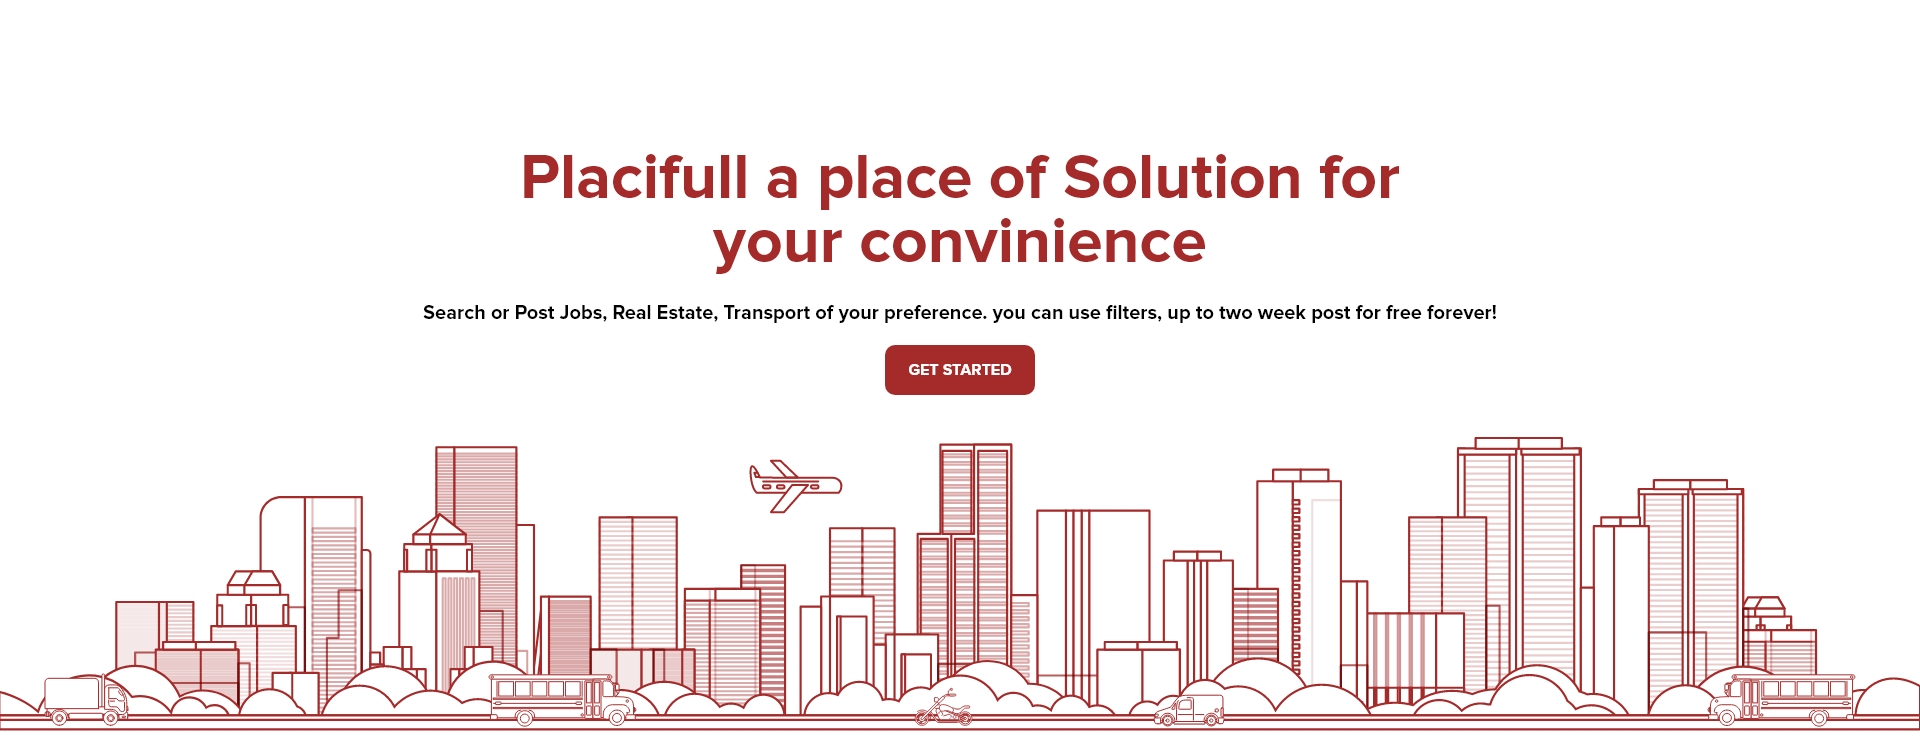 Placifull a place of Solution for
your convinience
Search or Post Jobs, Real Estate, Transport of your preference. you can use filters, up to two week post for free forever!
GET STARTED